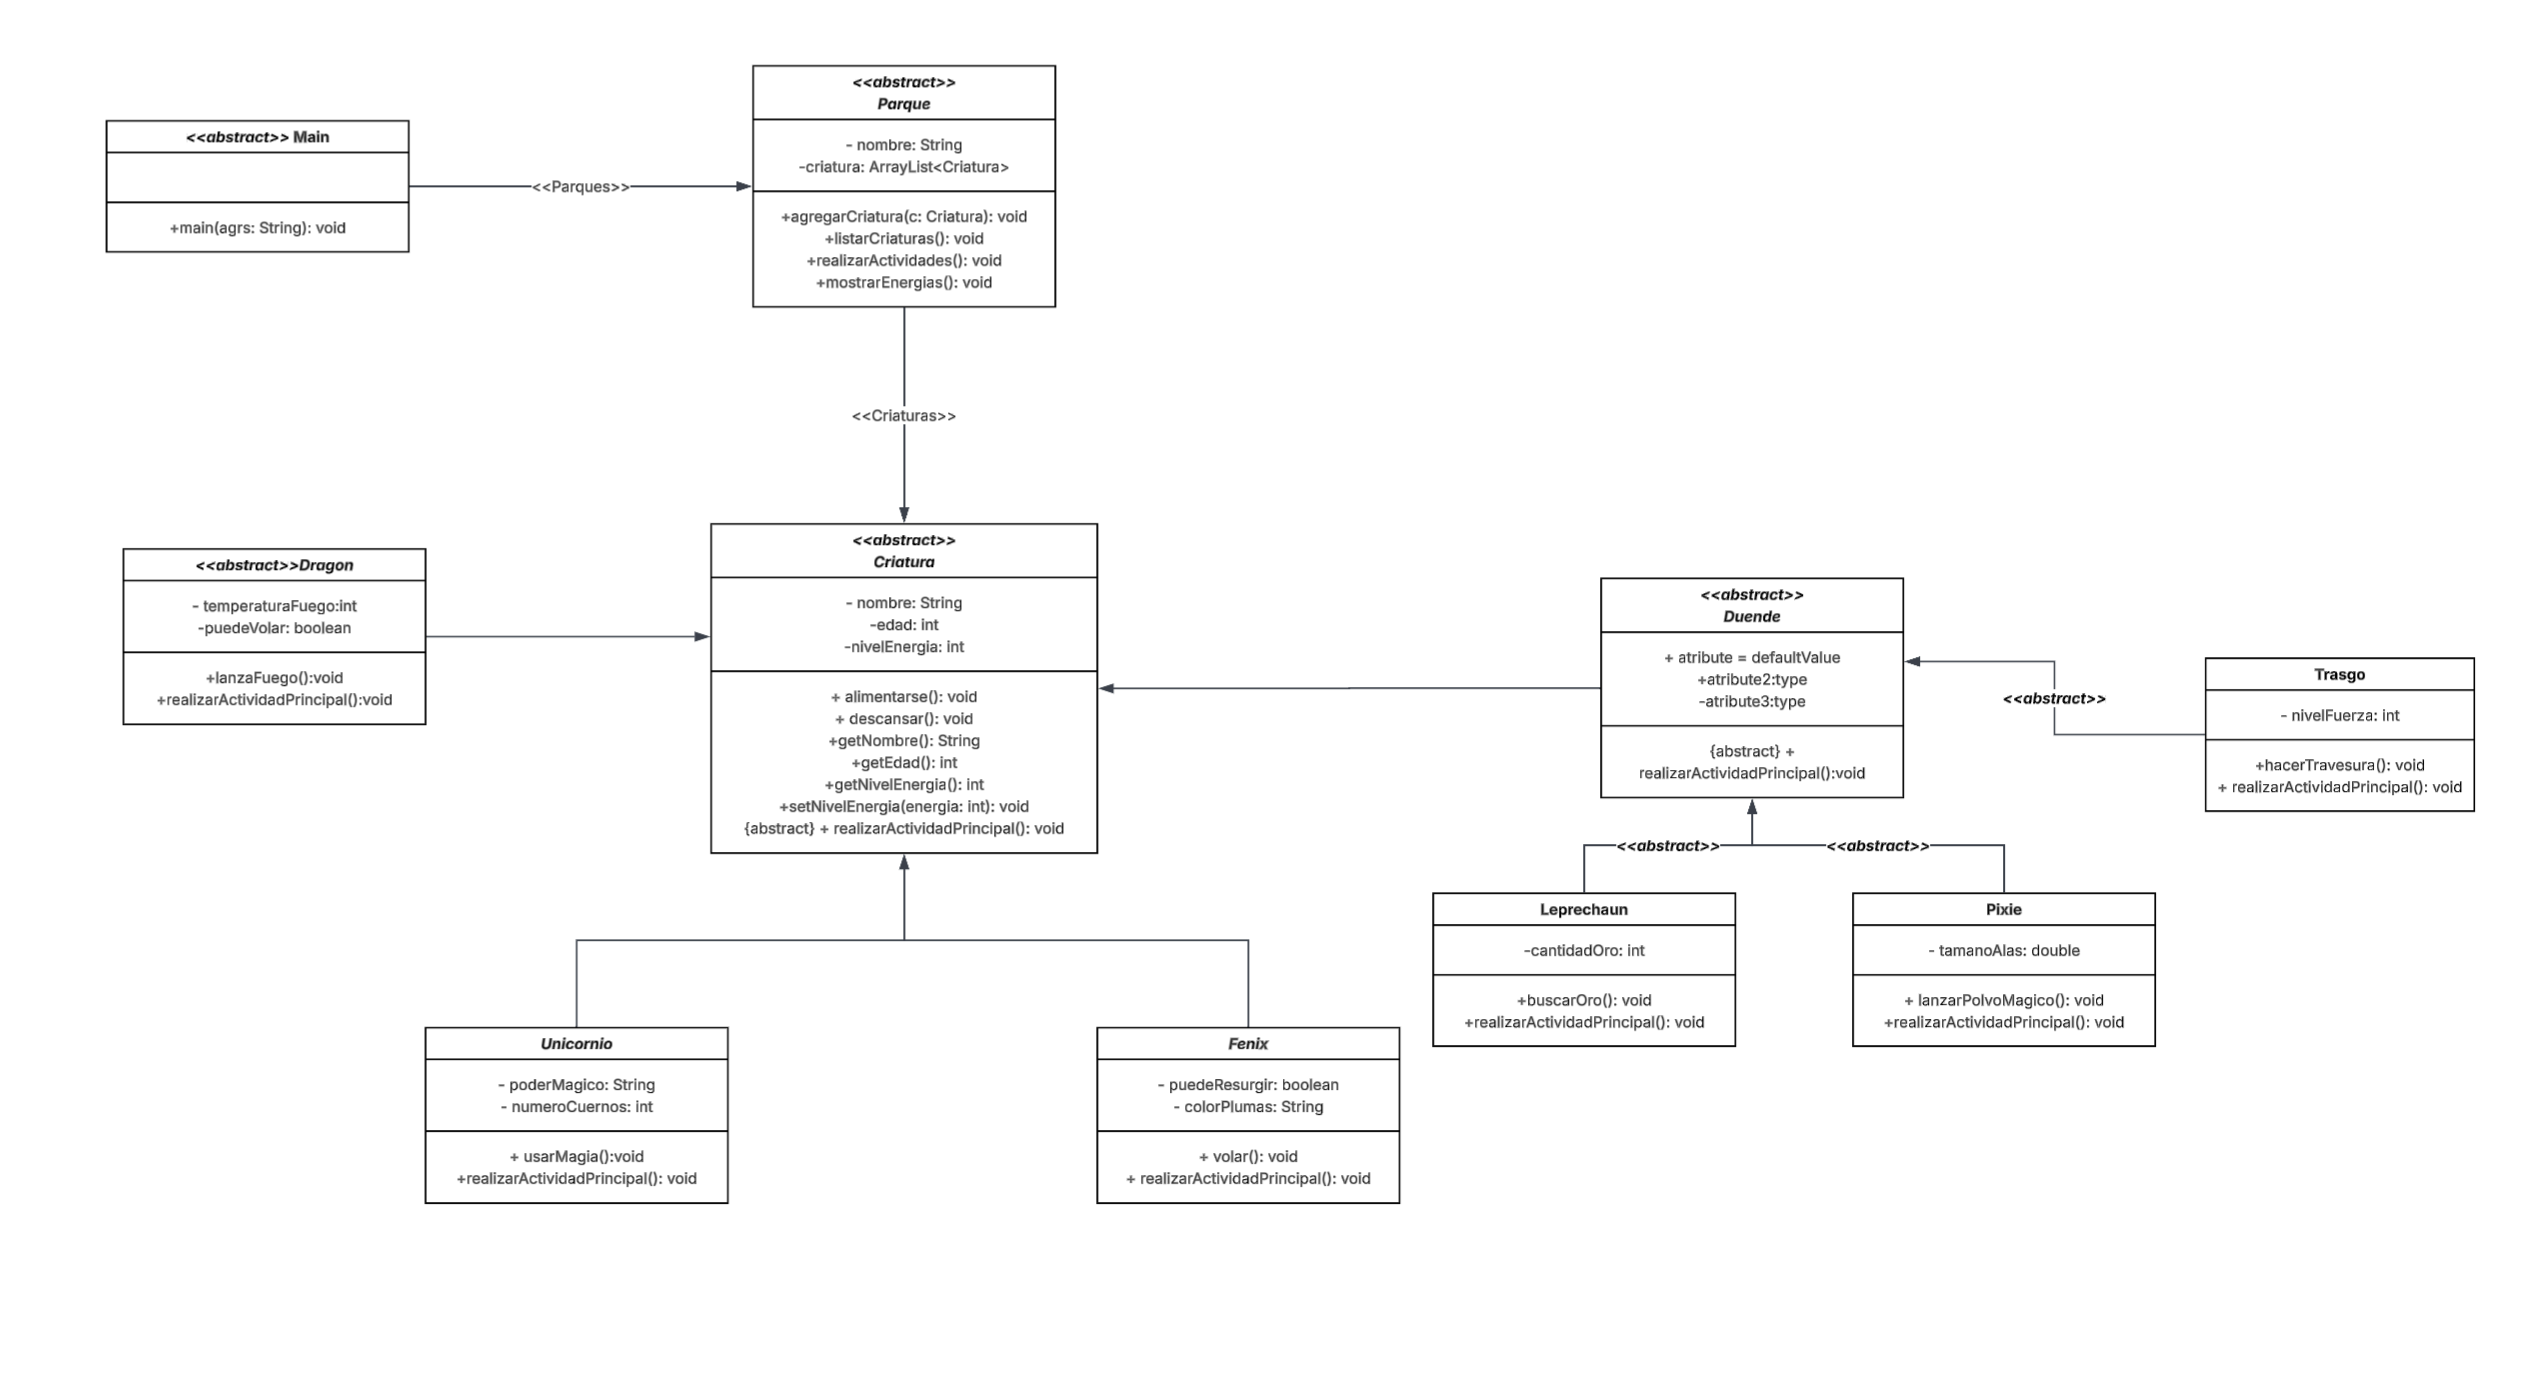 <<abstract>>
Parque
- nombre: String
-criatura: ArrayList<Criatura>
+agregarCriatura(c: Criatura): void
+listarCriaturas(): void
+realizarActividades(): void
+mostrarEnergias(): void
<<abstract>> Main
+main(agrs: String): void
<<Parques>>
<<Criaturas>>
<<abstract>>Dragon
- temperaturaFuego:int
-puedeVolar: boolean
+lanzaFuego():void
+realizarActividadPrincipal():void
<<abstract>>
Criatura
- nombre: String
-edad: int
-nivelEnergia: int
+ alimentarse(): void
+ descansar(): void
+getNombre(): String
+getEdad(): int
+getNivelEnergia(): int
+setNivelEnergia(energia: int): void
{abstract} + realizarActividadPrincipal(): void
<<abstract>>
Duende
+ atribute = defaultValue
+atribute2:type
-atribute3:type
{abstract} +
realizarActividadPrincipal():void
<<abstract>>
Trasgo
- nivelFuerza: int
+hacerTravesura(): void
+ realizarActividadPrincipal(): void
<<abstract>>
<<abstract>>
Leprechaun
-cantidadOro: int
+buscarOro(): void
+realizarActividadPrincipal(): void
Pixie
- tamanoAlas: double
+ lanzarPolvoMagico(): void
+realizarActividadPrincipal(): void
Unicornio
- poderMagico: String
- numeroCuernos: int
+ usarMagia():void
+realizarActividadPrincipal(): void
Fenix
- puedeResurgir: boolean
- colorPlumas: String
+ volar(): void
+ realizarActividadPrincipal(): void